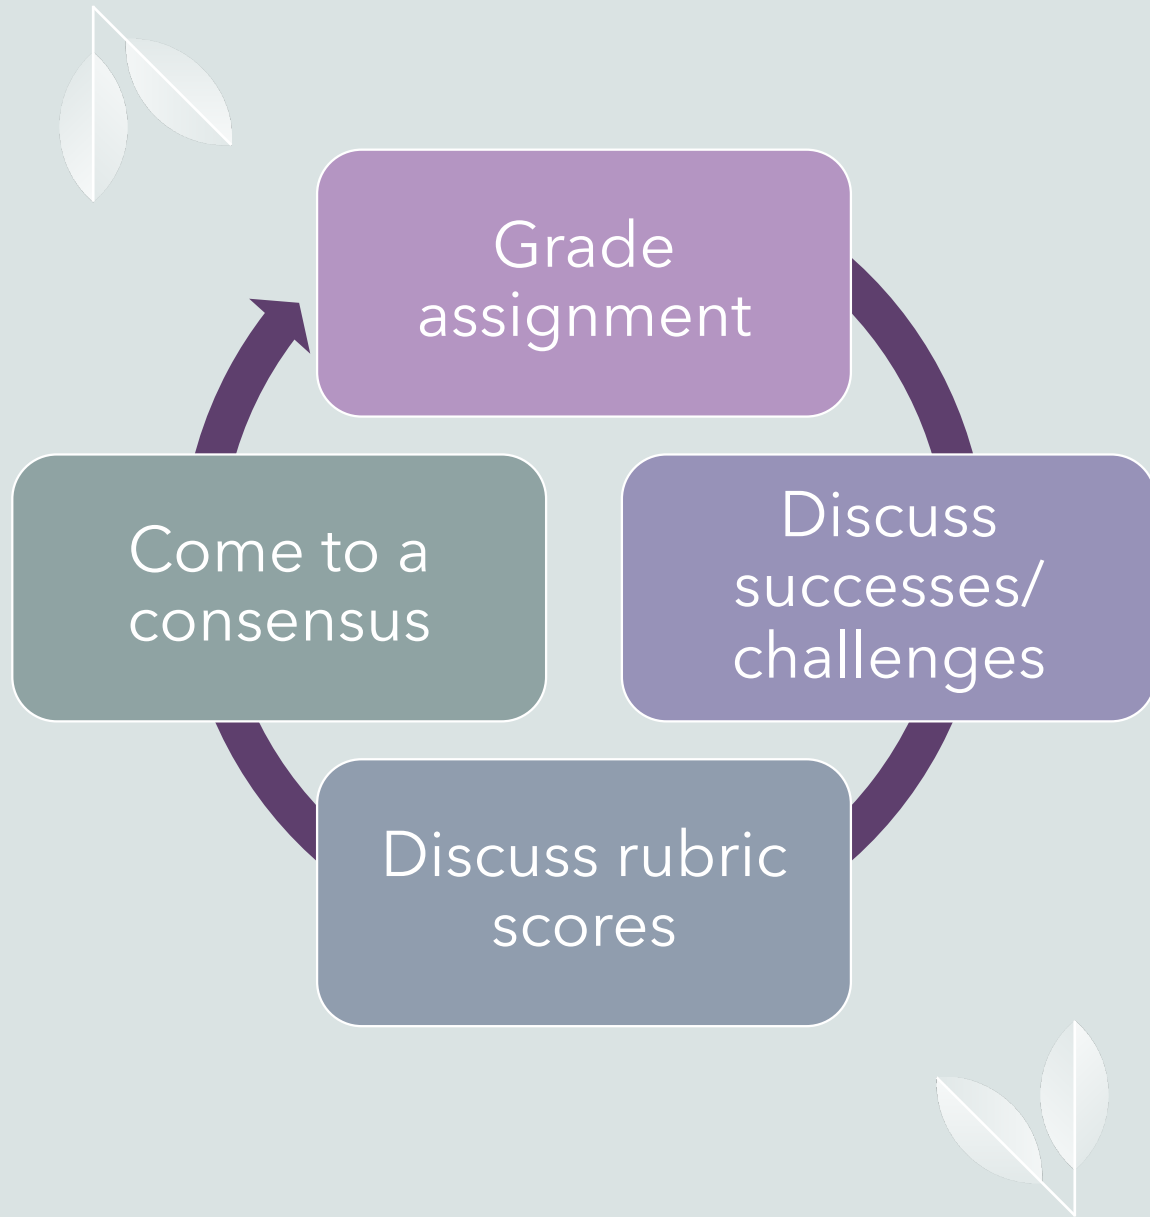 Grade
assignment
Discuss
successes/
challenges
Discuss rubric
scores
Come to a
consensus